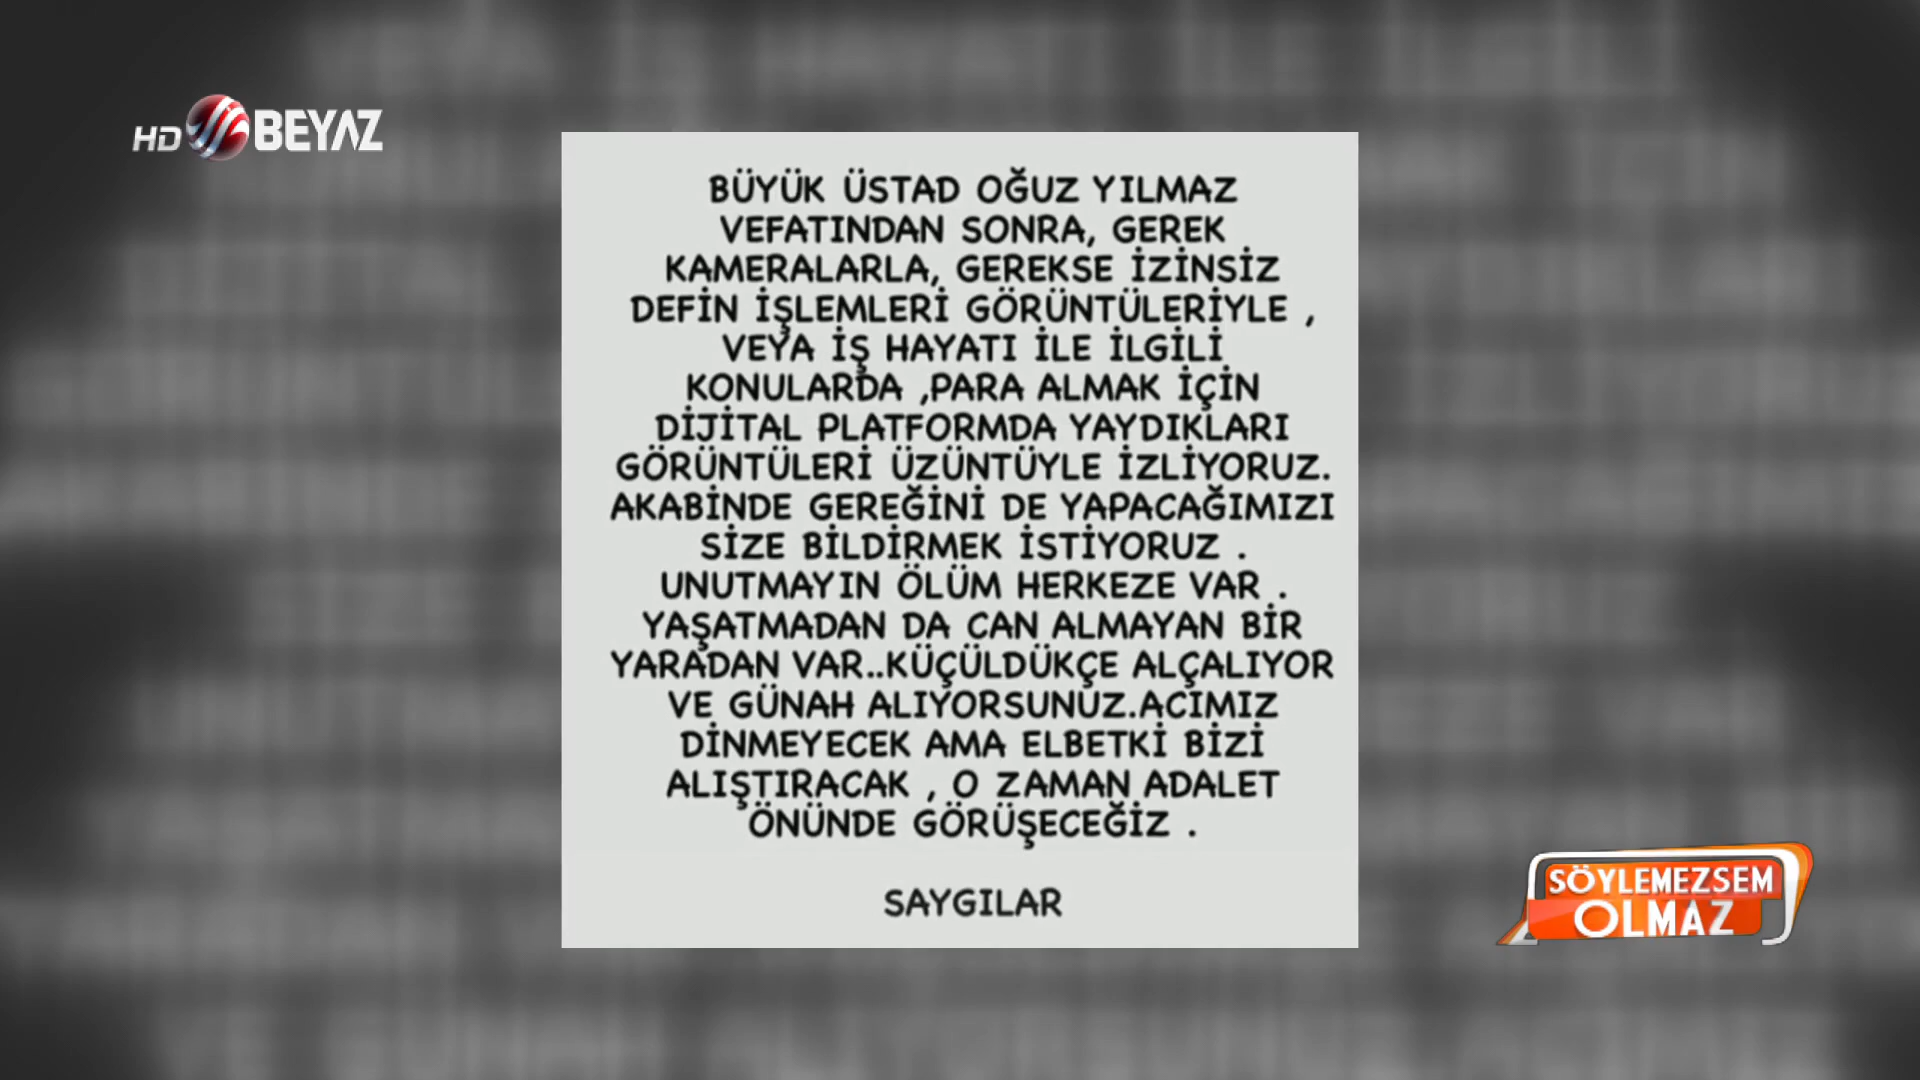 HD BEYAZ
BÜYÜK ÜSTAD OĞUZ YILMAZ
VEFATINDAN SONRA, GEREK
KAMERALARLA, GEREKSE İZİNSİZ
DEFİN İŞLEMLERİ GÖRÜNTÜLERİYLE ,
VEYA İŞ HAYATI İLE İLGİLİ
KONULARDA ,PARA ALMAK İÇİN
DİJİTAL PLATFORMDA YAYDIKLARI
GÖRÜNTÜLERİ ÜZÜNTÜYLE İZLİYORUZ.
AKABİNDE GEREĞİNİ DE YAPACAĞIMIZI
SİZE BİLDİRMEK İSTİYORUZ .
UNUTMAYIN ÖLÜM HERKEZE VAR .
YAŞATMADAN DA CAN ALMAYAN BİR
YARADAN VAR..KÜÇÜLDÜKÇE ALÇALIYOR
VE GÜNAH ALIYORSUNUZ.ACIMIZ
DİNMEYECEK AMA ELBETKİ BİZİ
ALIŞTIRACAK , O ZAMAN ADALET
ÖNÜNDE GÖRÜŞECEĞİZ .
SAYGILAR
SÖYLEMEZSEM
OLMAZ